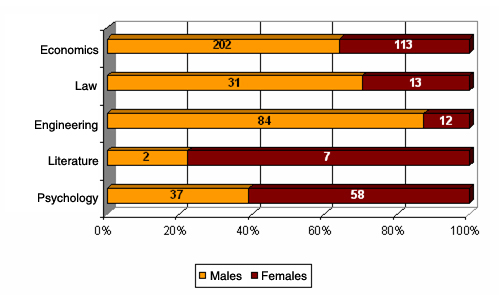 Economics 202 113
Law 31 13
Engineering 84 12
Literature 2 7
Psychology 37 58
0% 20% 40% 60% 80% 100%
Males Females